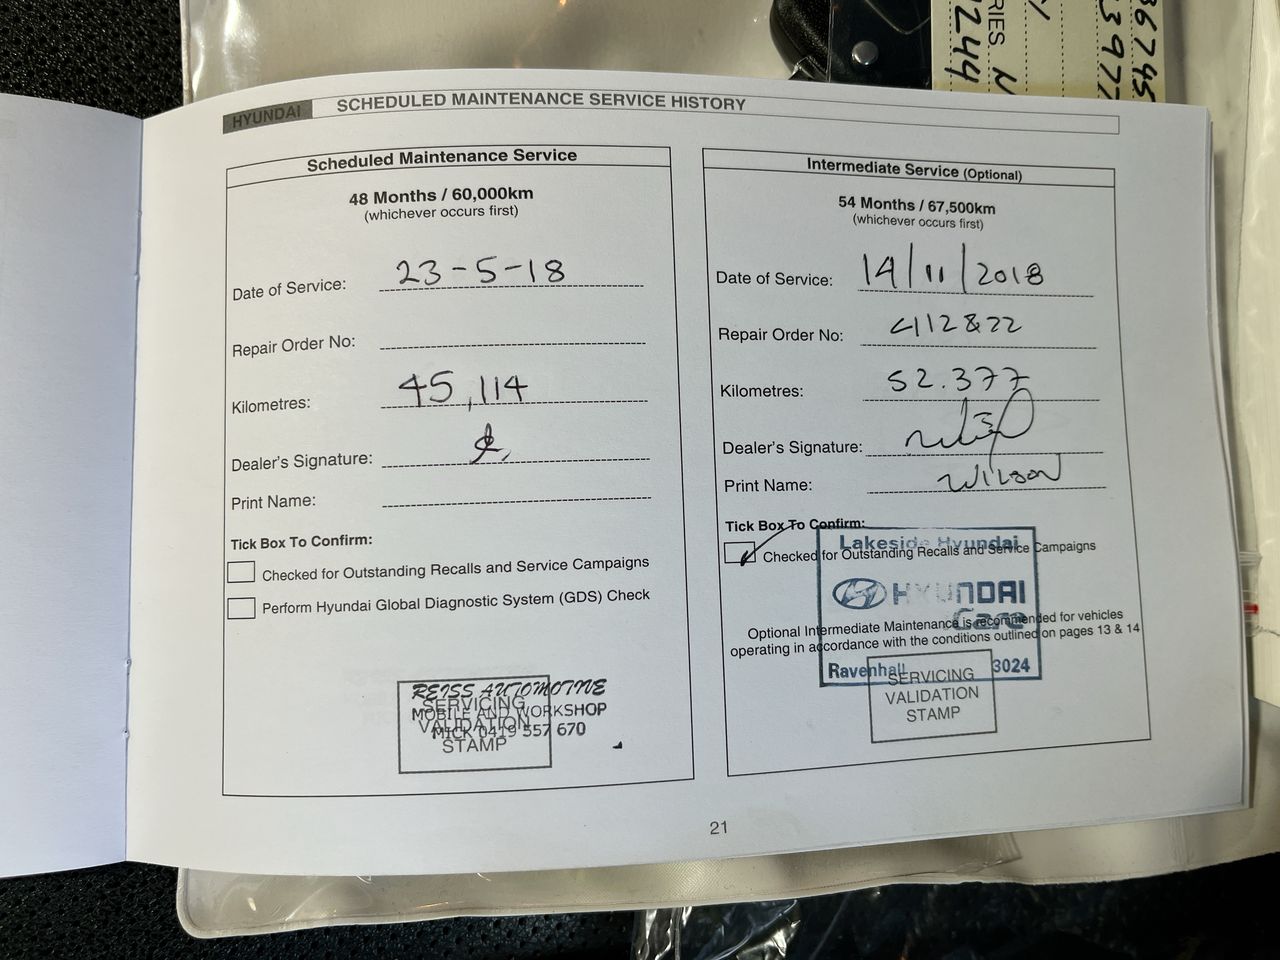 HYUNDAI SCHEDULED MAINTENANCE SERVICE HISTORY
Scheduled Maintenance Service
48 Months / 60,000km
(whichever occurs first)
Date of Service: 23-5-18
Repair Order No:
Kilometres: 45,114
Dealer's Signature:
Print Name:
Tick Box To Confirm:
Checked for Outstanding Recalls and Service Campaigns
Perform Hyundai Global Diagnostic System (GDS) Check
REISS AUTOMOTIVE
MOBILE AND WORKSHOP
MICK 0419 557 670
SERVICING
VALIDATION
STAMP
Intermediate Service (Optional)
54 Months / 67,500km
(whichever occurs first)
Date of Service: 14/11/2018
Repair Order No:
Kilometres: 52.377
Dealer's Signature:
Print Name: Wilson
Tick Box To Confirm:
Checked for Outstanding Recalls and Service Campaigns
Lakeside Hyundai
HYUNDAI
Care
Ravenhall 3024
Optional Intermediate Maintenance is recommended for vehicles
operating in accordance with the conditions outlined on pages 13 & 14
SERVICING
VALIDATION
STAMP
21